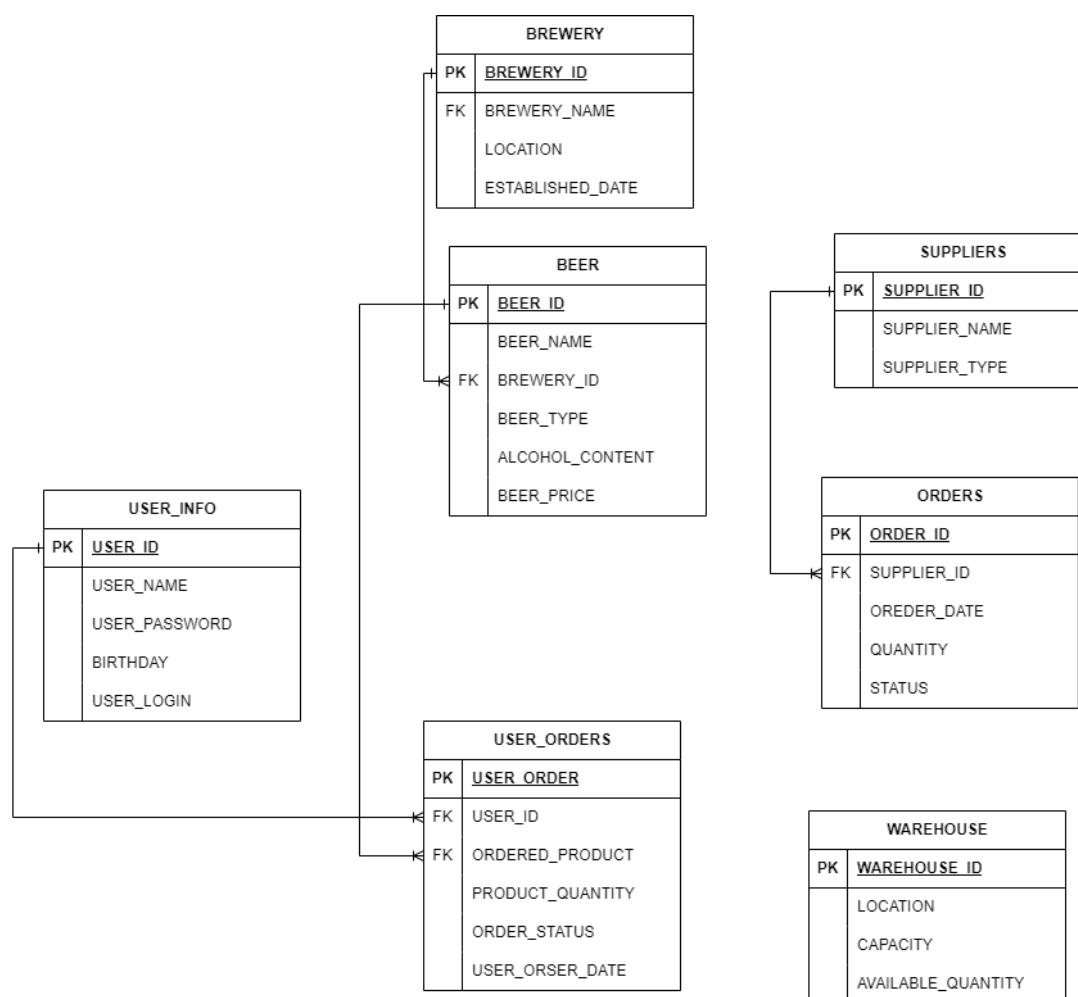 BREWERY
PK BREWERY_ID
FK BREWERY_NAME
LOCATION
ESTABLISHED_DATE
BEER
PK BEER_ID
BEER_NAME
FK BREWERY_ID
BEER_TYPE
ALCOHOL_CONTENT
BEER_PRICE
SUPPLIERS
PK SUPPLIER_ID
SUPPLIER_NAME
SUPPLIER_TYPE
USER_INFO
PK USER_ID
USER_NAME
USER_PASSWORD
BIRTHDAY
USER_LOGIN
ORDERS
PK ORDER_ID
FK SUPPLIER_ID
OREDER_DATE
QUANTITY
STATUS
USER_ORDERS
PK USER_ORDER
FK USER_ID
FK ORDERED_PRODUCT
PRODUCT_QUANTITY
ORDER_STATUS
USER_ORSER_DATE
WAREHOUSE
PK WAREHOUSE_ID
LOCATION
CAPACITY
AVAILABLE_QUANTITY